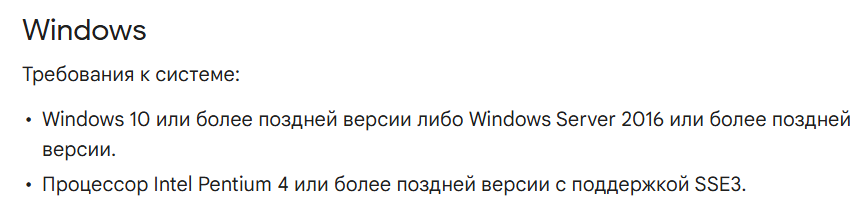 Windows
Требования к системе:
• Windows 10 или более поздней версии либо Windows Server 2016 или более поздней
версии.
• Процессор Intel Pentium 4 или более поздней версии с поддержкой SSE3.